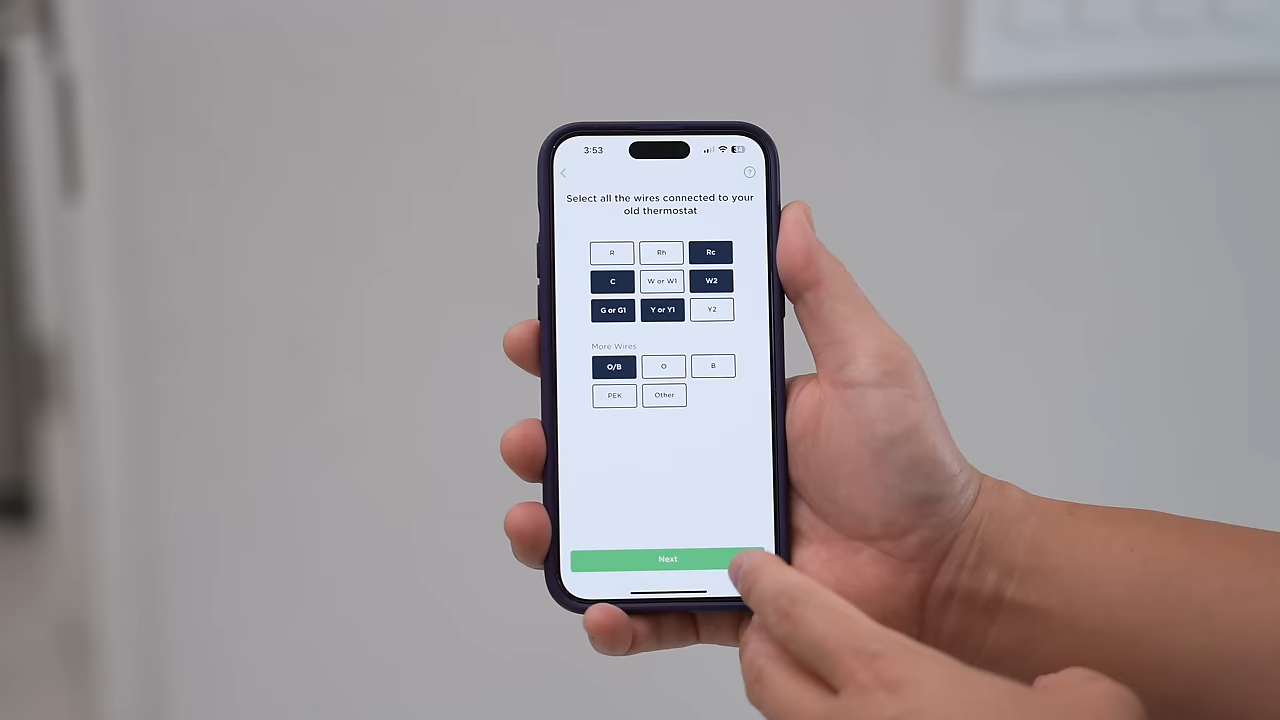 3:53
Select all the wires connected to your
old thermostat
R Rh Rc
C W or W1 W2
G or G1 Y or Y1 Y2
More Wires
O/B O B
PEK Other
Next